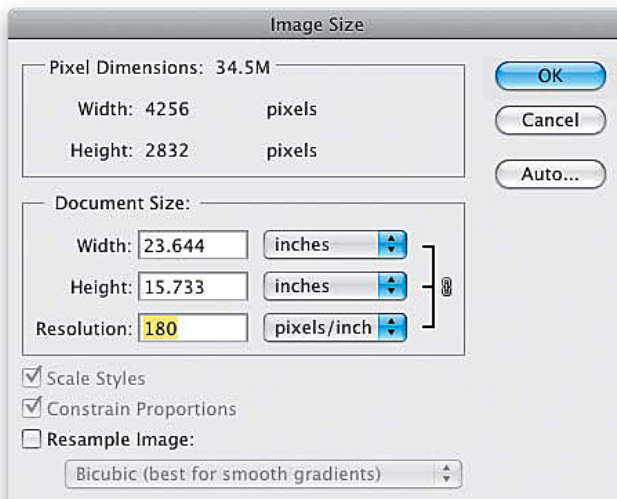 Image Size
Pixel Dimensions: 34.5M
Width: 4256 pixels
Height: 2832 pixels
OK
Cancel
Auto...
Document Size:
Width: 23.644 inches
Height: 15.733 inches
Resolution: 180 pixels/inch
Scale Styles
Constrain Proportions
Resample Image:
Bicubic (best for smooth gradients)